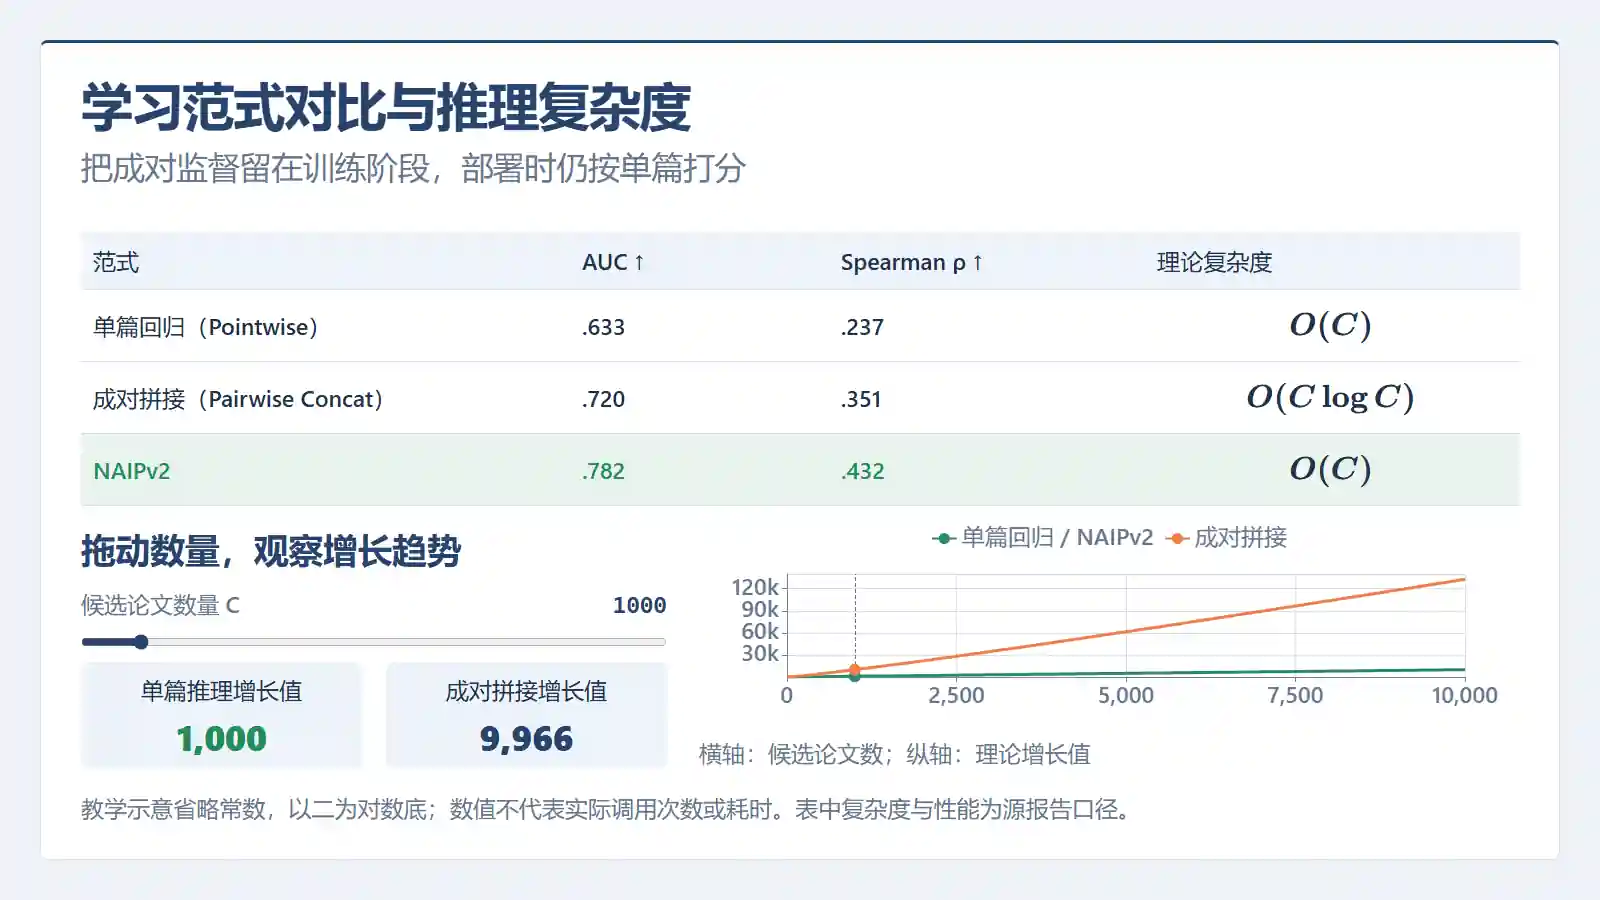 学习范式对比与推理复杂度
把成对监督留在训练阶段，部署时仍按单篇打分
范式 AUC ↑ Spearman ρ ↑ 理论复杂度
单篇回归（Pointwise） .633 .237 O(C)
成对拼接（Pairwise Concat） .720 .351 O(C log C)
NAIPv2 .782 .432 O(C)
拖动数量，观察增长趋势
候选论文数量 C 1000
单篇推理增长值
1,000
成对拼接增长值
9,966
单篇回归 / NAIPv2 成对拼接
120k
90k
60k
30k
0 2,500 5,000 7,500 10,000
横轴：候选论文数；纵轴：理论增长值
教学示意省略常数，以二为对数底；数值不代表实际调用次数或耗时。表中复杂度与性能为源报告口径。